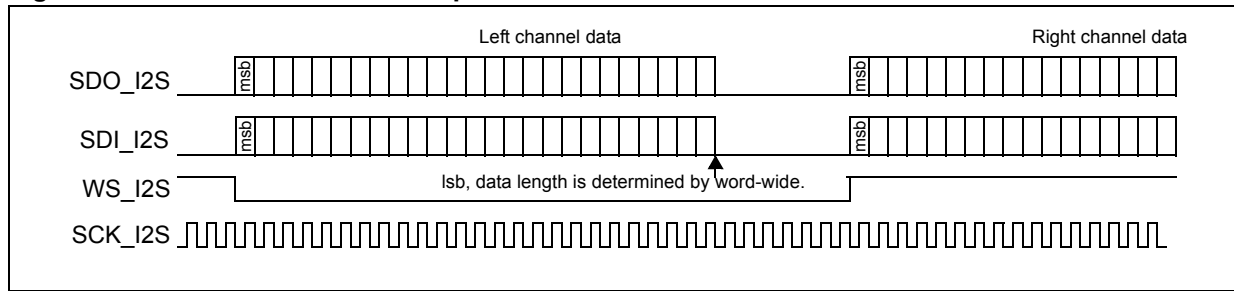 Left channel data Right channel data
SDO_I2S msb msb
SDI_I2S msb msb
WS_I2S lsb, data length is determined by word-wide.
SCK_I2S